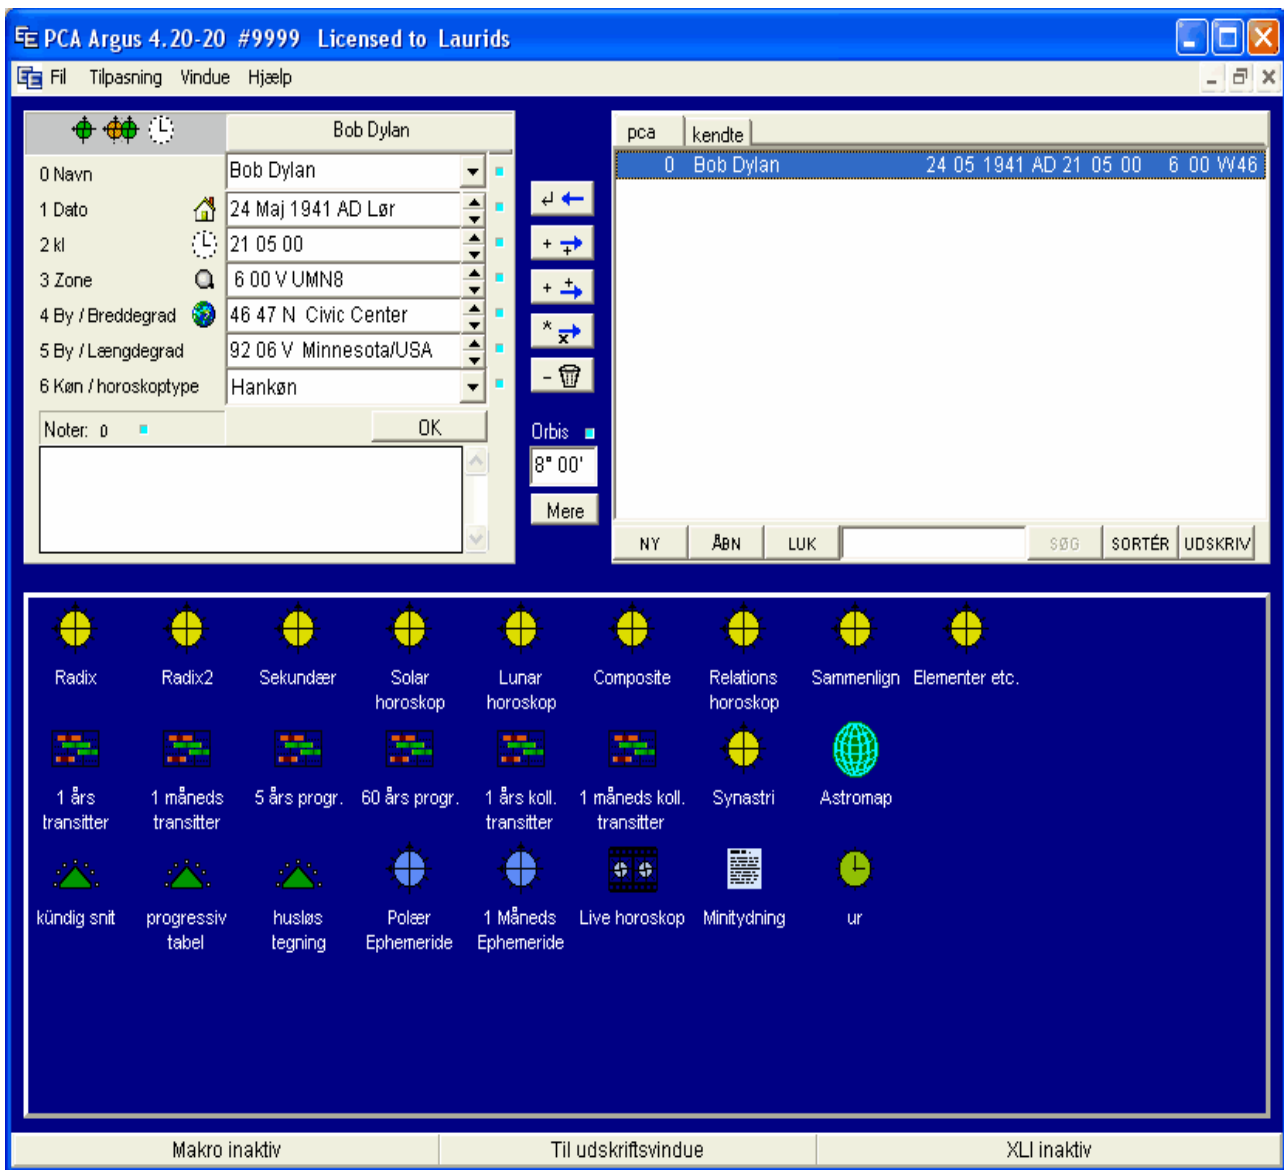 PCA Argus 4.20-20 #9999 Licensed to Laurids
Fil Tilpasning Vindue Hjælp
Bob Dylan
0 Navn Bob Dylan
1 Dato 24 Maj 1941 AD Lør
2 kl 21 05 00
3 Zone 6 00 V UMN8
4 By / Breddegrad 46 47 N Civic Center
5 By / Længdegrad 92 06 V Minnesota/USA
6 Køn / horoskoptype Hankøn
Noter: 0 OK
Orbis
8° 00'
Mere
pca kendte
0 Bob Dylan 24 05 1941 AD 21 05 00 6 00 W46
NY ÅBN LUK SØG SORTÉR UDSKRIV
Radix Radix2 Sekundær Solar horoskop Lunar horoskop Composite Relations horoskop Sammenlign Elementer etc.
1 års transitter 1 måneds transitter 5 års progr. 60 års progr. 1 års koll. transitter 1 måneds koll. transitter Synastri Astromap
kündig snit progressiv tabel husløs tegning Polær Ephemeride 1 Måneds Ephemeride Live horoskop Minitydning ur
Makro inaktiv Til udskriftsvindue XLI inaktiv